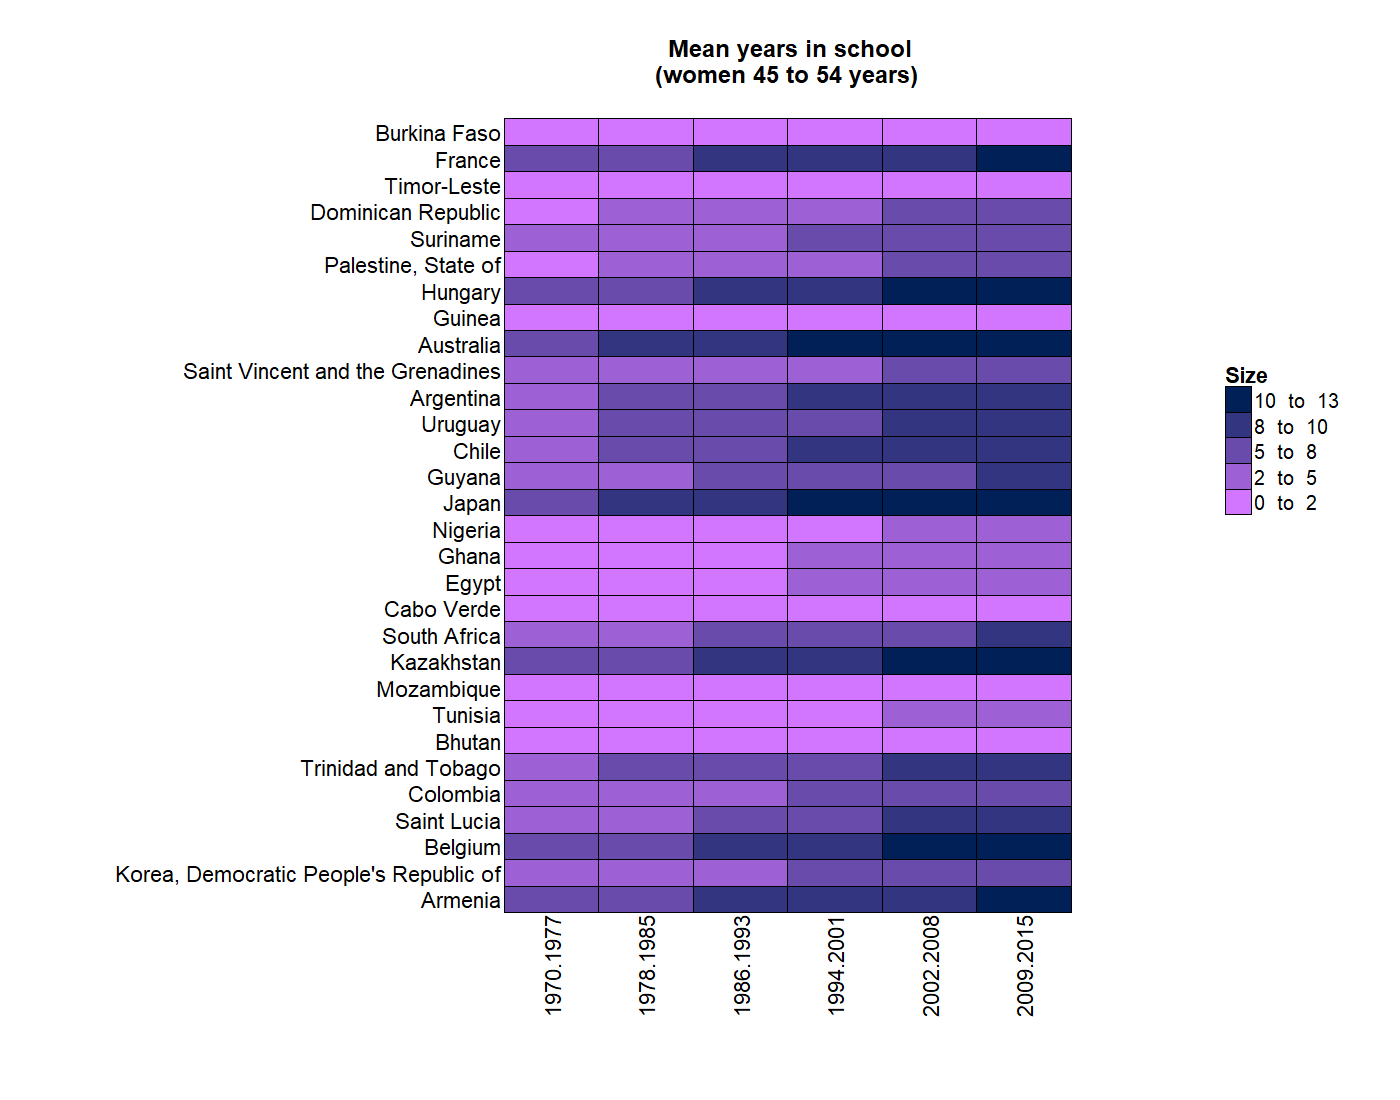 Mean years in school
(women 45 to 54 years)
Burkina Faso
France
Timor-Leste
Dominican Republic
Suriname
Palestine, State of
Hungary
Guinea
Australia
Saint Vincent and the Grenadines
Argentina
Uruguay
Chile
Guyana
Japan
Nigeria
Ghana
Egypt
Cabo Verde
South Africa
Kazakhstan
Mozambique
Tunisia
Bhutan
Trinidad and Tobago
Colombia
Saint Lucia
Belgium
Korea, Democratic People's Republic of
Armenia
1970.1977
1978.1985
1986.1993
1994.2001
2002.2008
2009.2015
Size
10 to 13
8 to 10
5 to 8
2 to 5
0 to 2